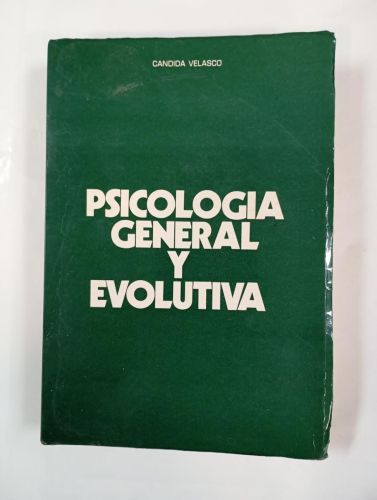 CANDIDA VELASCO
PSICOLOGIA
GENERAL
Y
EVOLUTIVA